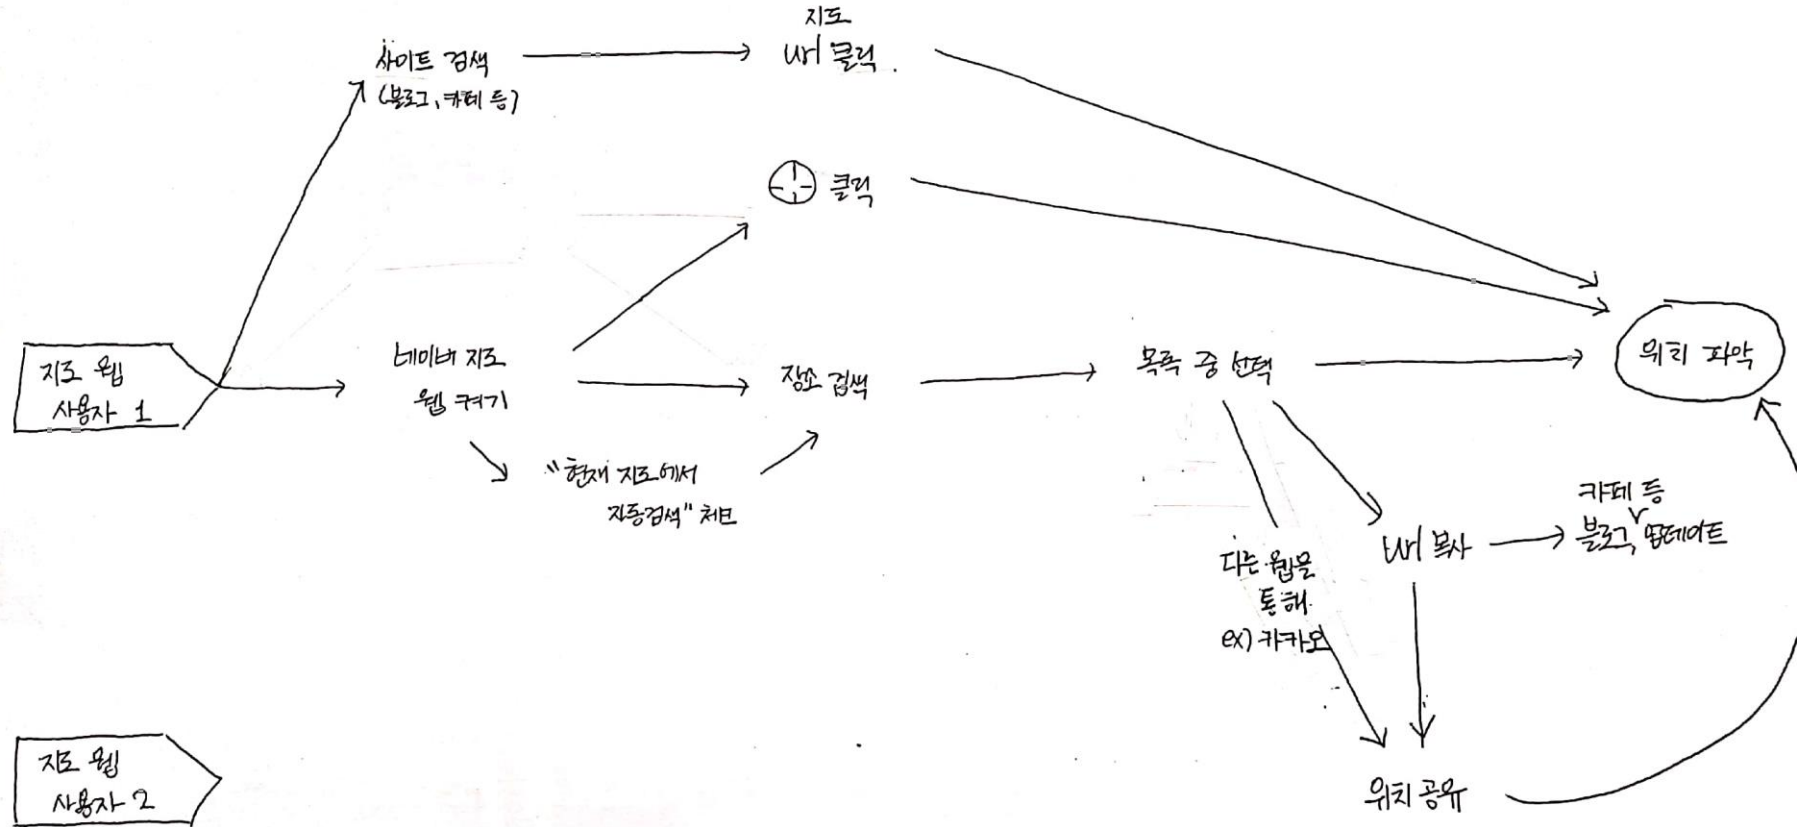 지도
사이트 검색
url 클릭
(블로그, 카페 등)
클릭
지도 웹
사용자 1
네이버 지도
웹 켜기
장소 검색
목록 중 선택
위치 파악
"현재 지도에서
자동검색" 체크
카페 등
url 복사
블로그, 업데이트
다른 웹을
통해
ex) 카카오
지도 웹
사용자 2
위치 공유